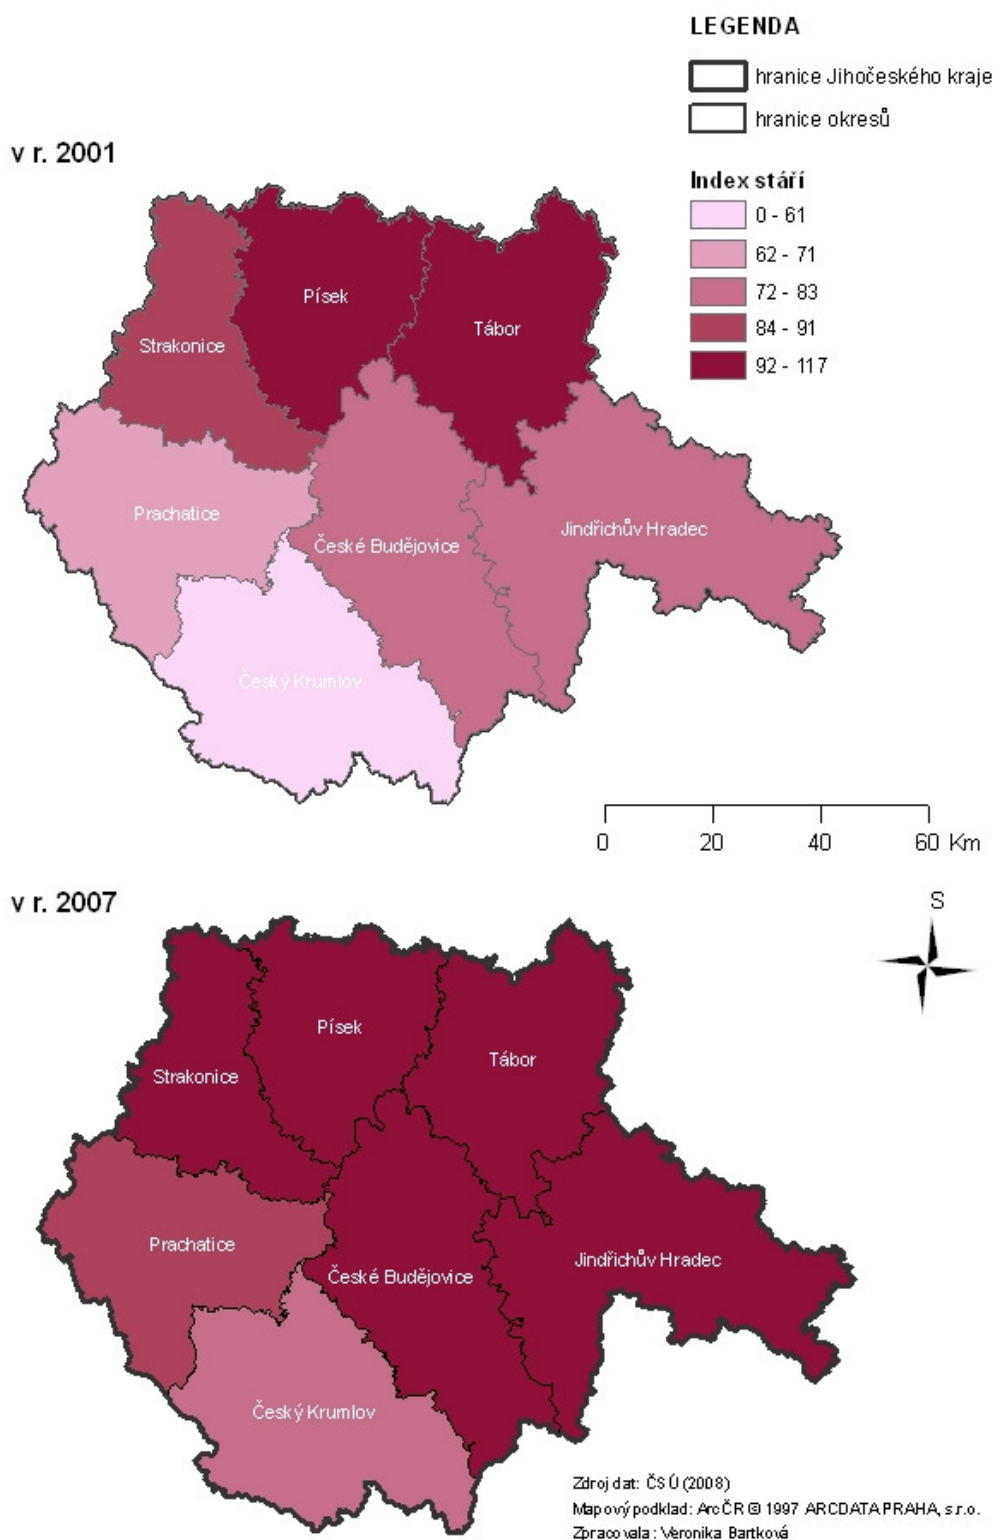 LEGENDA
hranice Jihočeského kraje
hranice okresů
v r. 2001
Index stáří
0 - 61
62 - 71
72 - 83
84 - 91
92 - 117
Písek
Tábor
Strakonice
Prachatice
Jindřichův Hradec
České Budějovice
Český Krumlov
0 20 40 60 Km
v r. 2007
S
Písek
Tábor
Strakonice
Prachatice
Jindřichův Hradec
České Budějovice
Český Krumlov
Zdroj dat: ČSÚ (2008)
Mapový podklad: ArcČR © 1997 ARCDATA PRAHA, s.r.o.
Zpracovala: Veronika Bartková